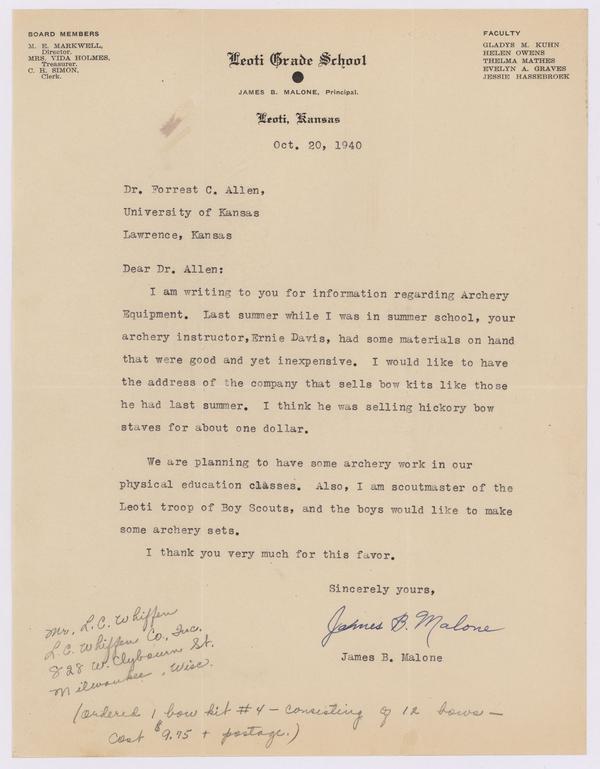 BOARD MEMBERS
M. E. MARKWELL,
Director.
MRS. VIDA HOLMES,
Treasurer.
C. H. SIMON,
Clerk.
FACULTY
GLADYS M. KUHN
HELEN OWENS
THELMA MATHES
EVELYN A. GRAVES
JESSIE HASSEBROEK
Leoti Grade School
JAMES B. MALONE, Principal.
Leoti, Kansas
Oct. 20, 1940
Dr. Forrest C. Allen,
University of Kansas
Lawrence, Kansas
Dear Dr. Allen:
I am writing to you for information regarding Archery
Equipment. Last summer while I was in summer school, your
archery instructor,Ernie Davis, had some materials on hand
that were good and yet inexpensive. I would like to have
the address of the company that sells bow kits like those
he had last summer. I think he was selling hickory bow
staves for about one dollar.
We are planning to have some archery work in our
physical education classes. Also, I am scoutmaster of the
Leoti troop of Boy Scouts, and the boys would like to make
some archery sets.
I thank you very much for this favor.
Sincerely yours,
James B. Malone
James B. Malone
Mr. L.C. Whiffen
L.C. Whiffen Co., Inc.
828 W. Clybourn St.
Milwaukee, Wisc.
(ordered 1 bow kit #4 - consisting of 12 bows -
cost $9.75 + postage.)